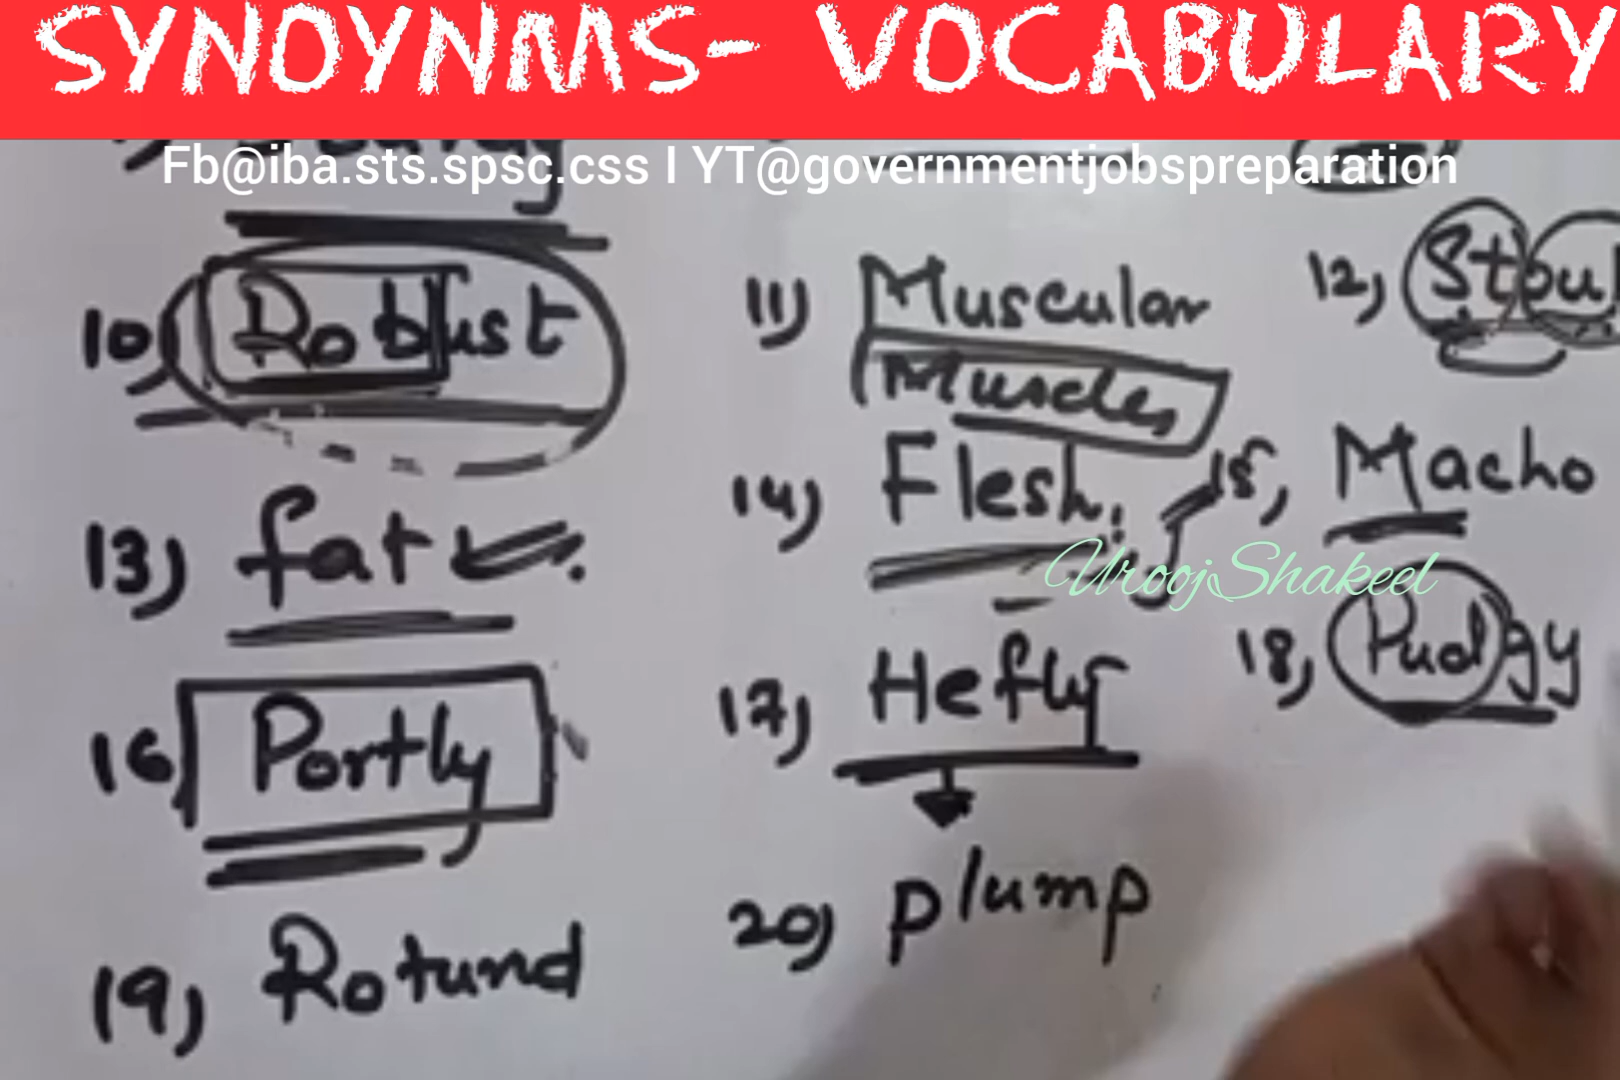 SYNOYNMS- VOCABULARY
Fb@iba.sts.spsc.css I YT@governmentjobspreparation
10) Robust
11) Muscular
Muscles
12) Stou
13) fat
14) Flesh
15) Macho
UroojShakeel
16) Portly
17) Hefty
18) Pudgy
19) Rotund
20) Plump